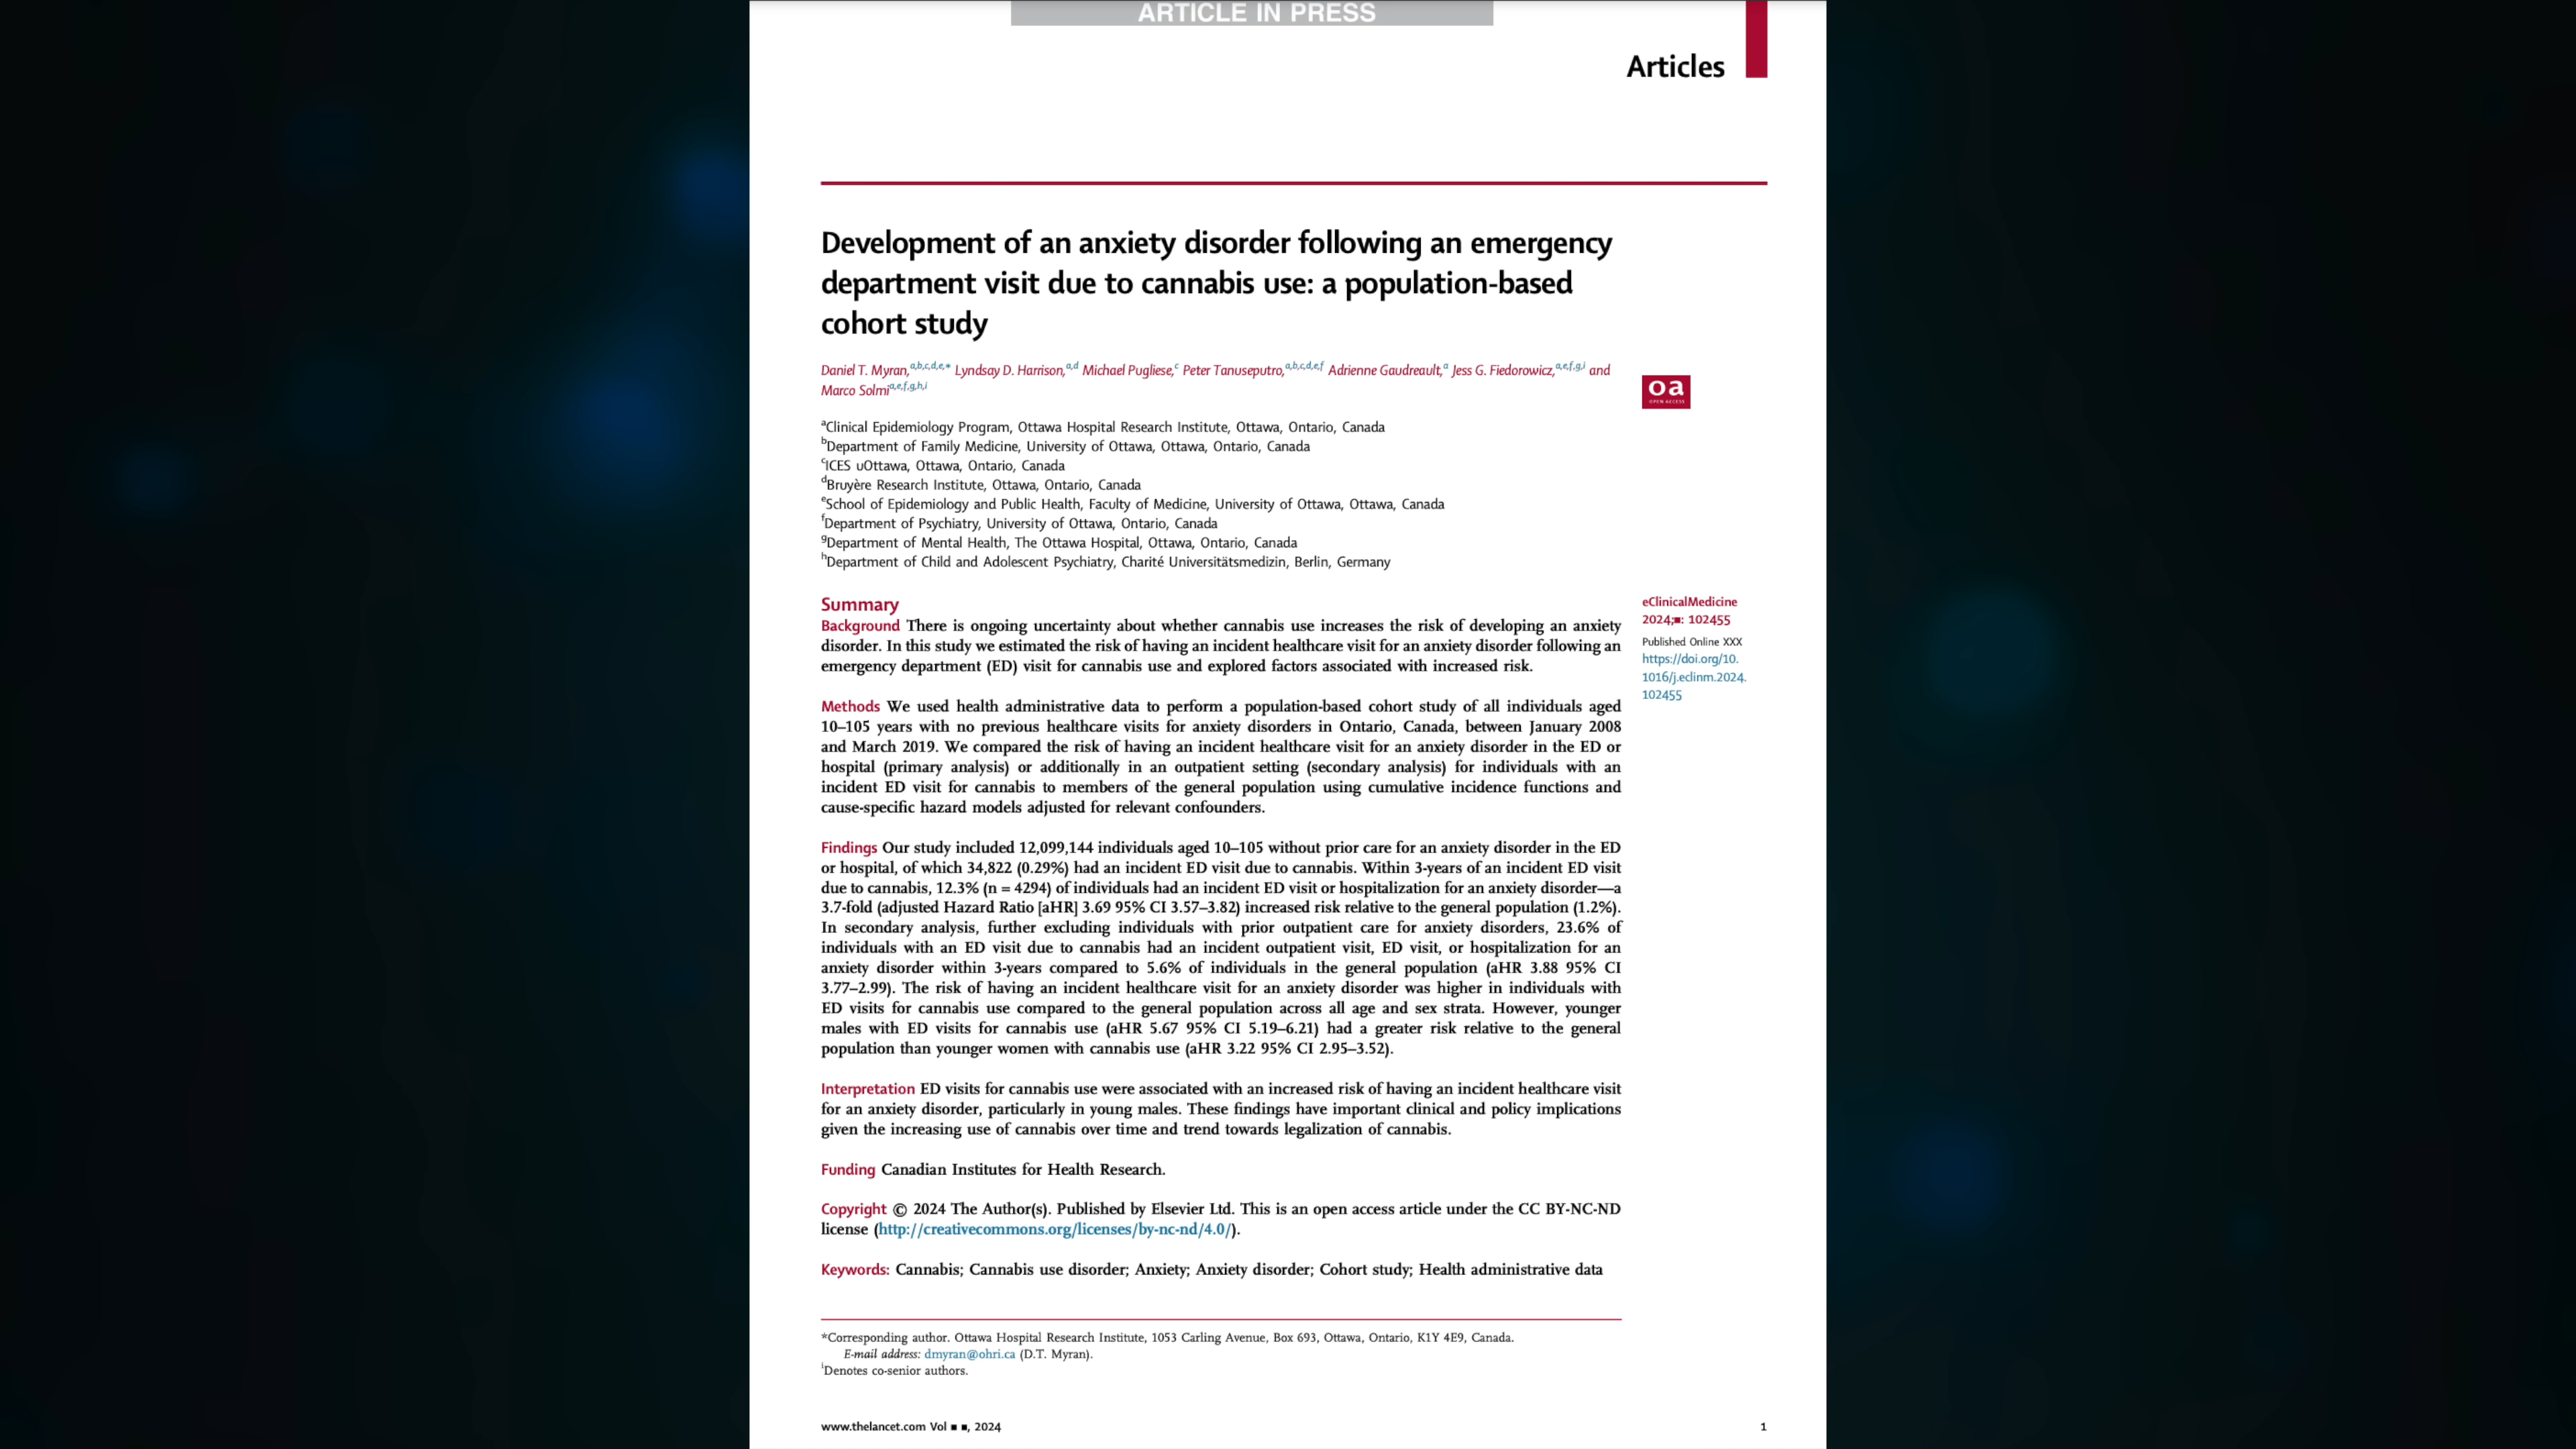 ARTICLE IN PRESS
Articles
Development of an anxiety disorder following an emergency
department visit due to cannabis use: a population-based
cohort study
Daniel T. Myran,a,b,c,d,e,* Lyndsay D. Harrison,a,d Michael Pugliese,c Peter Tanuseputro,a,b,c,d,e,f Adrienne Gaudreault,a Jess G. Fiedorowicz,a,e,f,g,i and
Marco Solmia,e,f,g,h,i
oa
OPEN ACCESS
aClinical Epidemiology Program, Ottawa Hospital Research Institute, Ottawa, Ontario, Canada
bDepartment of Family Medicine, University of Ottawa, Ottawa, Ontario, Canada
cICES uOttawa, Ottawa, Ontario, Canada
dBruyère Research Institute, Ottawa, Ontario, Canada
eSchool of Epidemiology and Public Health, Faculty of Medicine, University of Ottawa, Ottawa, Canada
fDepartment of Psychiatry, University of Ottawa, Ontario, Canada
gDepartment of Mental Health, The Ottawa Hospital, Ottawa, Ontario, Canada
hDepartment of Child and Adolescent Psychiatry, Charité Universitätsmedizin, Berlin, Germany
Summary
Background There is ongoing uncertainty about whether cannabis use increases the risk of developing an anxiety
disorder. In this study we estimated the risk of having an incident healthcare visit for an anxiety disorder following an
emergency department (ED) visit for cannabis use and explored factors associated with increased risk.
Methods We used health administrative data to perform a population-based cohort study of all individuals aged
10–105 years with no previous healthcare visits for anxiety disorders in Ontario, Canada, between January 2008
and March 2019. We compared the risk of having an incident healthcare visit for an anxiety disorder in the ED or
hospital (primary analysis) or additionally in an outpatient setting (secondary analysis) for individuals with an
incident ED visit for cannabis to members of the general population using cumulative incidence functions and
cause-specific hazard models adjusted for relevant confounders.
Findings Our study included 12,099,144 individuals aged 10–105 without prior care for an anxiety disorder in the ED
or hospital, of which 34,822 (0.29%) had an incident ED visit due to cannabis. Within 3-years of an incident ED visit
due to cannabis, 12.3% (n = 4294) of individuals had an incident ED visit or hospitalization for an anxiety disorder—a
3.7-fold (adjusted Hazard Ratio [aHR] 3.69 95% CI 3.57–3.82) increased risk relative to the general population (1.2%).
In secondary analysis, further excluding individuals with prior outpatient care for anxiety disorders, 23.6% of
individuals with an ED visit due to cannabis had an incident outpatient visit, ED visit, or hospitalization for an
anxiety disorder within 3-years compared to 5.6% of individuals in the general population (aHR 3.88 95% CI
3.77–2.99). The risk of having an incident healthcare visit for an anxiety disorder was higher in individuals with
ED visits for cannabis use compared to the general population across all age and sex strata. However, younger
males with ED visits for cannabis use (aHR 5.67 95% CI 5.19–6.21) had a greater risk relative to the general
population than younger women with cannabis use (aHR 3.22 95% CI 2.95–3.52).
Interpretation ED visits for cannabis use were associated with an increased risk of having an incident healthcare visit
for an anxiety disorder, particularly in young males. These findings have important clinical and policy implications
given the increasing use of cannabis over time and trend towards legalization of cannabis.
Funding Canadian Institutes for Health Research.
Copyright © 2024 The Author(s). Published by Elsevier Ltd. This is an open access article under the CC BY-NC-ND
license (http://creativecommons.org/licenses/by-nc-nd/4.0/).
Keywords: Cannabis; Cannabis use disorder; Anxiety; Anxiety disorder; Cohort study; Health administrative data
eClinicalMedicine
2024;■: 102455
Published Online XXX
https://doi.org/10.
1016/j.eclinm.2024.
102455
*Corresponding author. Ottawa Hospital Research Institute, 1053 Carling Avenue, Box 693, Ottawa, Ontario, K1Y 4E9, Canada.
E-mail address: dmyran@ohri.ca (D.T. Myran).
iDenotes co-senior authors.
www.thelancet.com Vol ■ ■, 2024
1